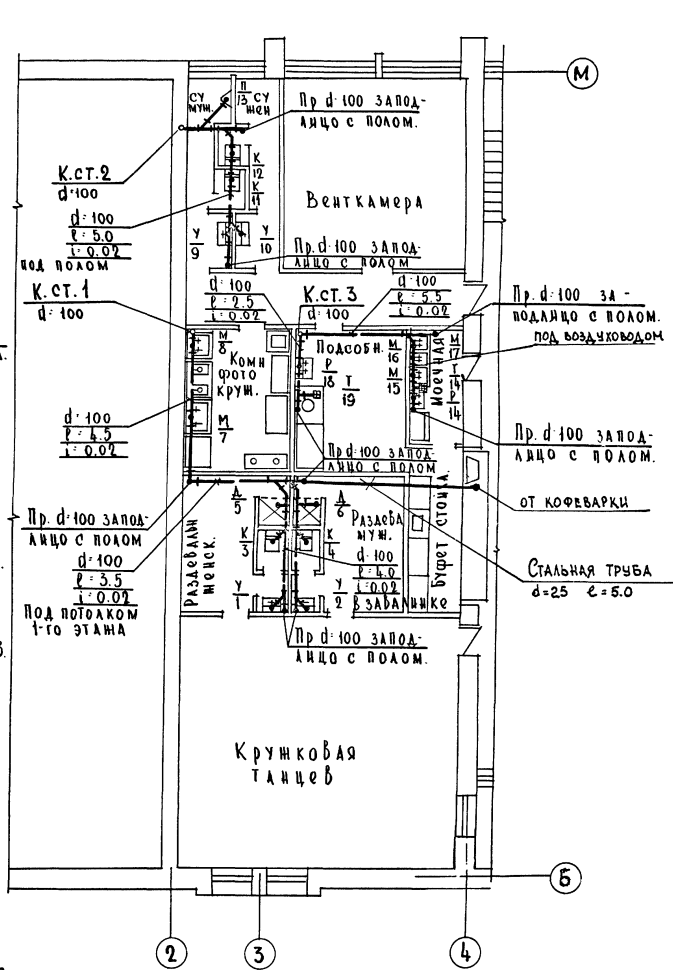 М
СУ
МУЖ.
П
13
СУ
ЖЕН
Пр d=100 ЗАПОД-
ЛИЦО С ПОЛОМ.
К.СТ.2
d=100
К
12
К
11
ВЕНТКАМЕРА
d=100
ℓ=5.0
i=0.02
ПОД ПОЛОМ
У
9
У
10
Пр. d=100 ЗАПОД-
ЛИЦО С ПОЛОМ
К.СТ.1
d=100
d=100
ℓ=2.5
i=0.02
К.СТ.3
d=100
d=100
ℓ=5.5
i=0.02
Пр. d=100 ЗА-
ПОДЛИЦО С ПОЛОМ.
ПОД ВОЗДУХОВОДОМ
М
8
КОМН
ФОТО
КРУЖ.
ПОДСОБН.
Р
18
Т
19
М
16
М
15
МОЕЧНАЯ
М
17
Т
14
Р
14
d=100
ℓ=4.5
i=0.02
М
7
Пр d=100 ЗАПОД-
ЛИЦО С ПОЛОМ
Пр. d=100 ЗАПОД-
ЛИЦО С ПОЛОМ.
ОТ КОФЕВАРКИ
Пр. d=100 ЗАПОД-
ЛИЦО С ПОЛОМ
d=100
ℓ=3.5
i=0.02
ПОД ПОТОЛКОМ
1-ГО ЭТАЖА
РАЗДЕВАЛЬН
ЖЕНСК.
Д
5
Д
6
К
3
К
4
РАЗДЕВА
МУЖ.
d=100
ℓ=4.0
i=0.02
В ЗАВАЛИНКЕ
У
1
У
2
БУФЕТ СТОЙКА.
СТАЛЬНАЯ ТРУБА
d=25 ℓ=5.0
Пр d=100 ЗАПОД-
ЛИЦО С ПОЛОМ.
КРУЖКОВАЯ
ТАНЦЕВ
Б
2
3
4